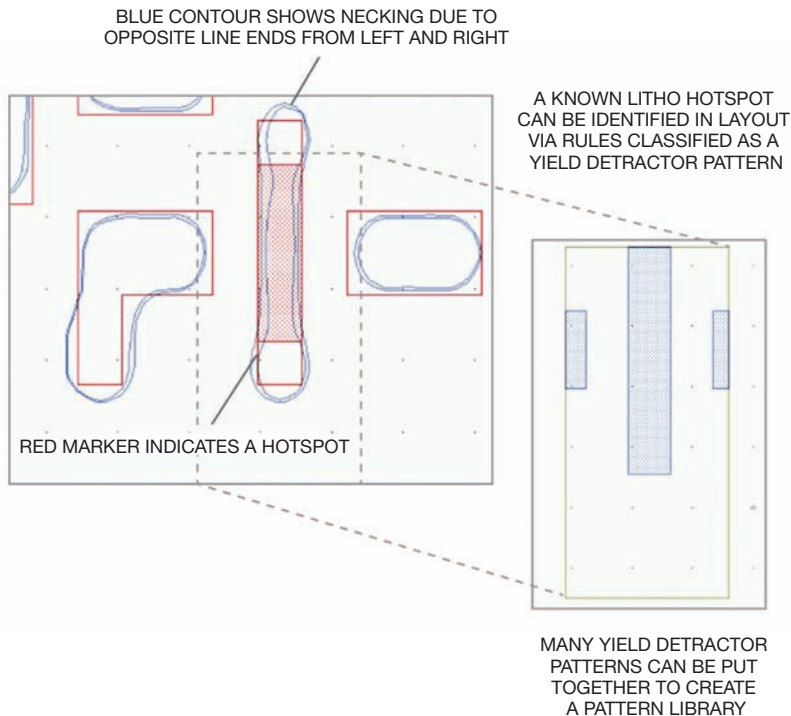 BLUE CONTOUR SHOWS NECKING DUE TO
OPPOSITE LINE ENDS FROM LEFT AND RIGHT
A KNOWN LITHO HOTSPOT
CAN BE IDENTIFIED IN LAYOUT
VIA RULES CLASSIFIED AS A
YIELD DETRACTOR PATTERN
RED MARKER INDICATES A HOTSPOT
MANY YIELD DETRACTOR
PATTERNS CAN BE PUT
TOGETHER TO CREATE
A PATTERN LIBRARY